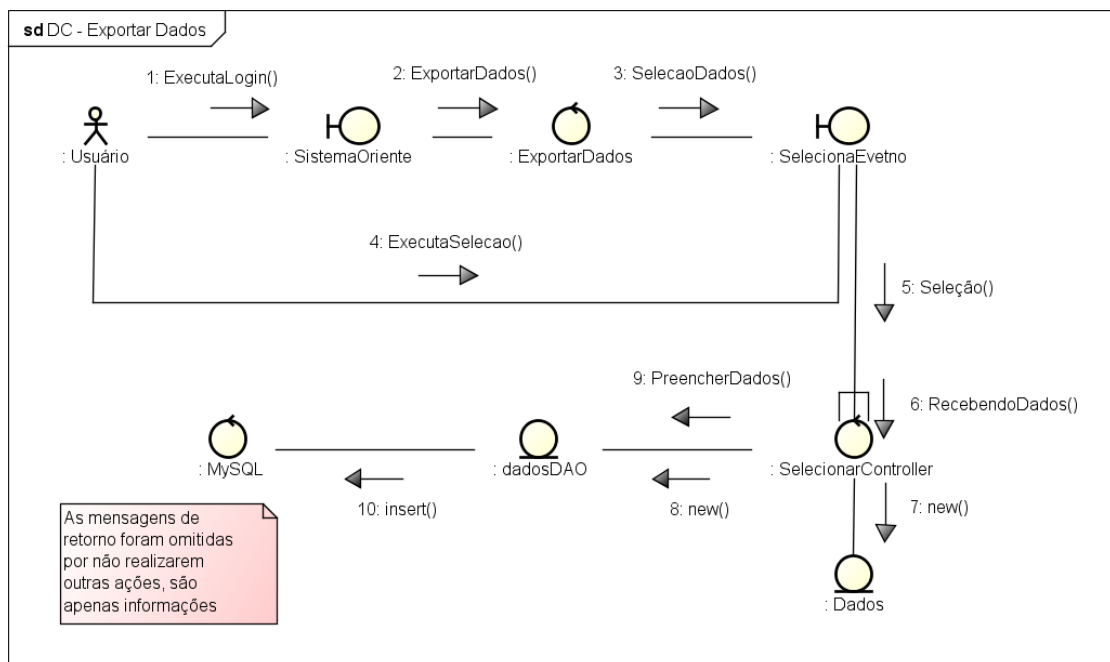 sd DC - Exportar Dados
1: ExecutaLogin()
2: ExportarDados()
3: SelecaoDados()
: Usuário
: SistemaOriente
: ExportarDados
: SelecionaEvetno
4: ExecutaSelecao()
5: Seleção()
9: PreencherDados()
6: RecebendoDados()
: MySQL
: dadosDAO
: SelecionarController
10: insert()
8: new()
7: new()
As mensagens de
retorno foram omitidas
por não realizarem
outras ações, são
apenas informações
: Dados